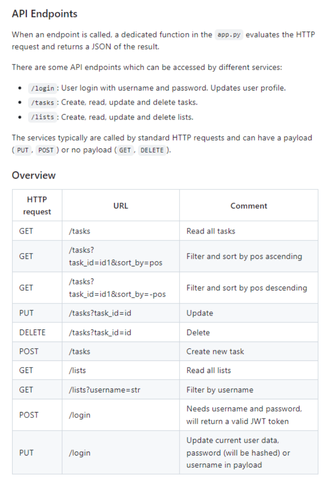 API Endpoints
When an endpoint is called, a dedicated function in the app.py evaluates the HTTP
request and returns a JSON of the result.
There are some API endpoints which can be accessed by different services:
• /login : User login with username and password. Updates user profile.
• /tasks : Create, read, update and delete tasks.
• /lists : Create, read, update and delete lists.
The services typically are called by standard HTTP requests and can have a payload
( PUT , POST ) or no payload ( GET , DELETE ).
Overview
HTTP request URL Comment
GET /tasks Read all tasks
GET /tasks?task_id=id1&sort_by=pos Filter and sort by pos ascending
GET /tasks?task_id=id1&sort_by=-pos Filter and sort by pos descending
PUT /tasks?task_id=id Update
DELETE /tasks?task_id=id Delete
POST /tasks Create new task
GET /lists Read all lists
GET /lists?username=str Filter by username
POST /login Needs username and password, will return a valid JWT token
PUT /login Update current user data, password (will be hashed) or username in payload